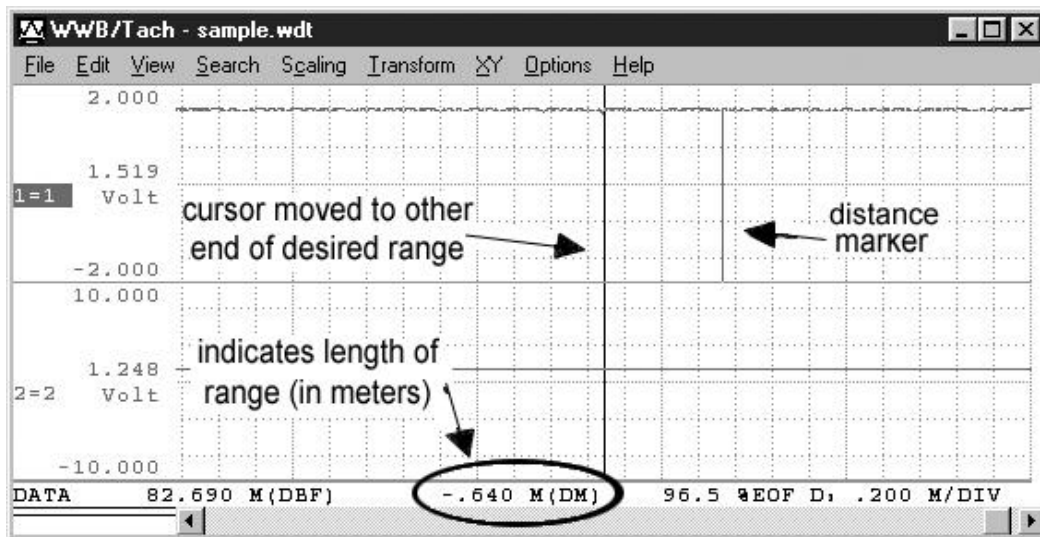 WWB/Tach - sample.wdt
File Edit View Search Scaling Transform XY Options Help
2.000
1.519
1=1 Volt
-2.000
cursor moved to other
end of desired range
distance
marker
10.000
1.248
2=2 Volt
-10.000
indicates length of
range (in meters)
DATA 82.690 M(DBF) -.640 M(DM) 96.5 %EOF D: .200 M/DIV